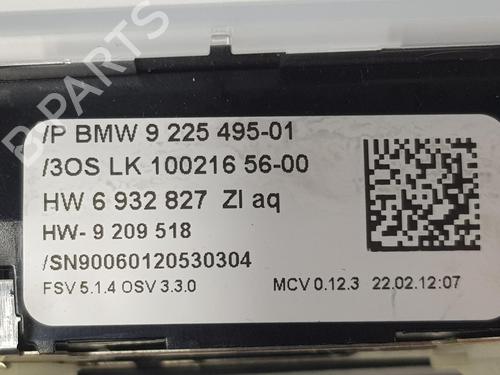 B PARTS
/P BMW 9 225 495-01
/3OS LK 100216 56-00
HW 6 932 827 ZI aq
HW- 9 209 518
/SN90060120530304
FSV 5.1.4 OSV 3.3.0 MCV 0.12.3 22.02.12:07